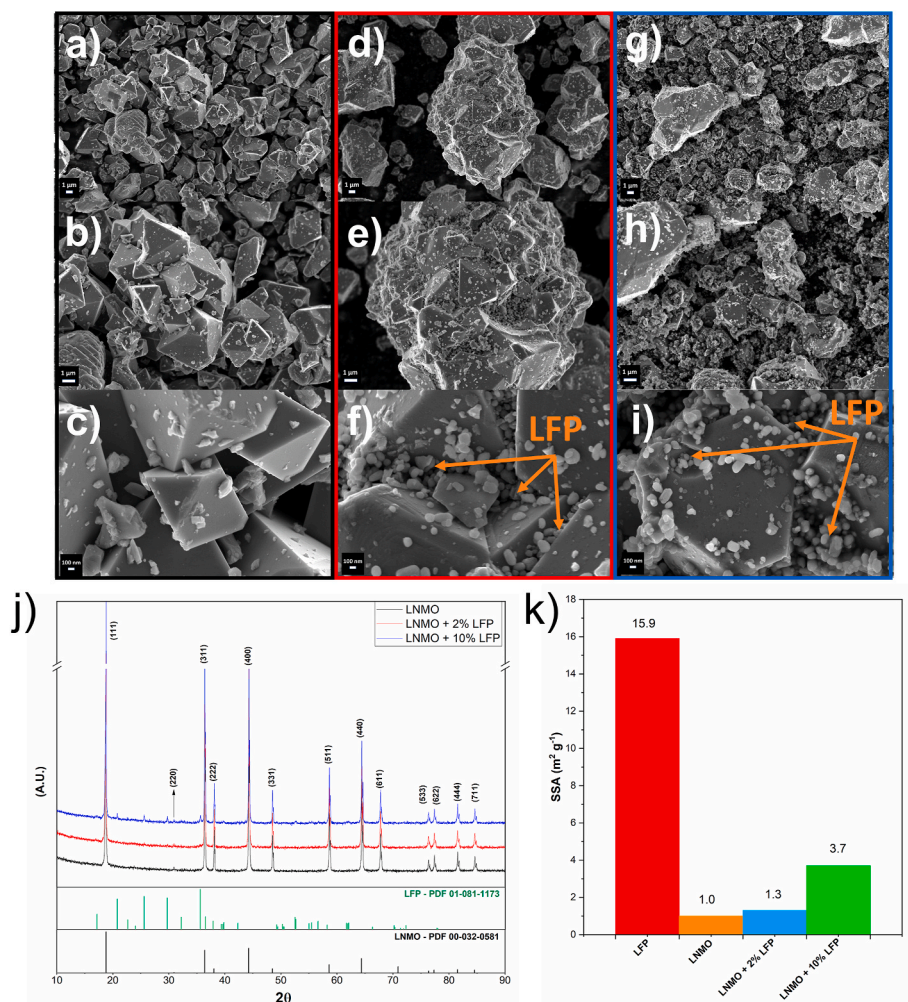 a)
1 μm
b)
1 μm
c)
100 nm
d)
1 μm
e)
1 μm
f)
LFP
100 nm
g)
1 μm
h)
1 μm
i)
LFP
100 nm
j)
LNMO
LNMO + 2% LFP
LNMO + 10% LFP
(111)
(220)
(311)
(222)
(400)
(331)
(511)
(440)
(611)
(533)
(622)
(444)
(711)
(A.U.)
LFP - PDF 01-081-1173
LNMO - PDF 00-032-0581
10 20 30 40 50 60 70 80 90
2θ
k)
18
16
14
12
10
8
6
4
2
0
SSA (m² g⁻¹)
15.9
1.0
1.3
3.7
LFP
LNMO
LNMO + 2% LFP
LNMO + 10% LFP